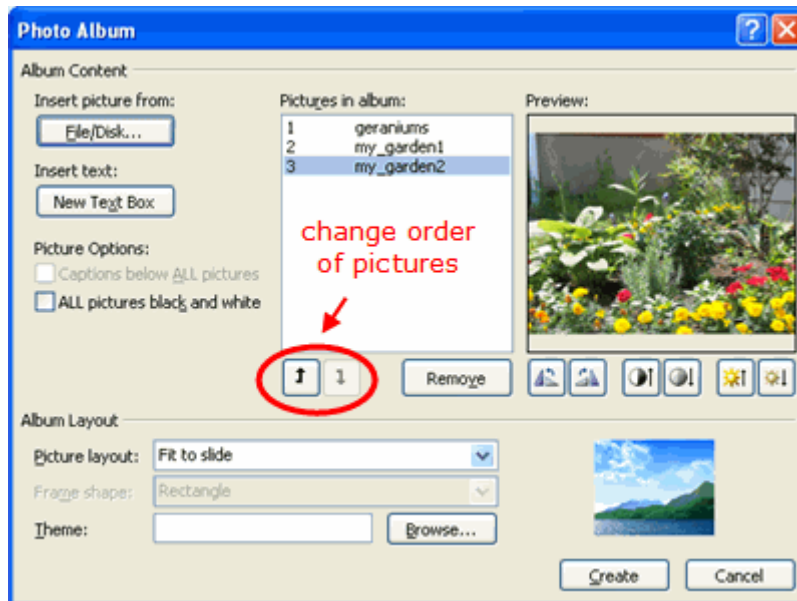 Photo Album
Album Content
Insert picture from:
File/Disk...
Insert text:
New Text Box
Picture Options:
Captions below ALL pictures
ALL pictures black and white
Pictures in album:
1 geraniums
2 my_garden1
3 my_garden2
change order
of pictures
Remove
Preview:
Album Layout
Picture layout: Fit to slide
Frame shape: Rectangle
Theme:
Browse...
Create
Cancel